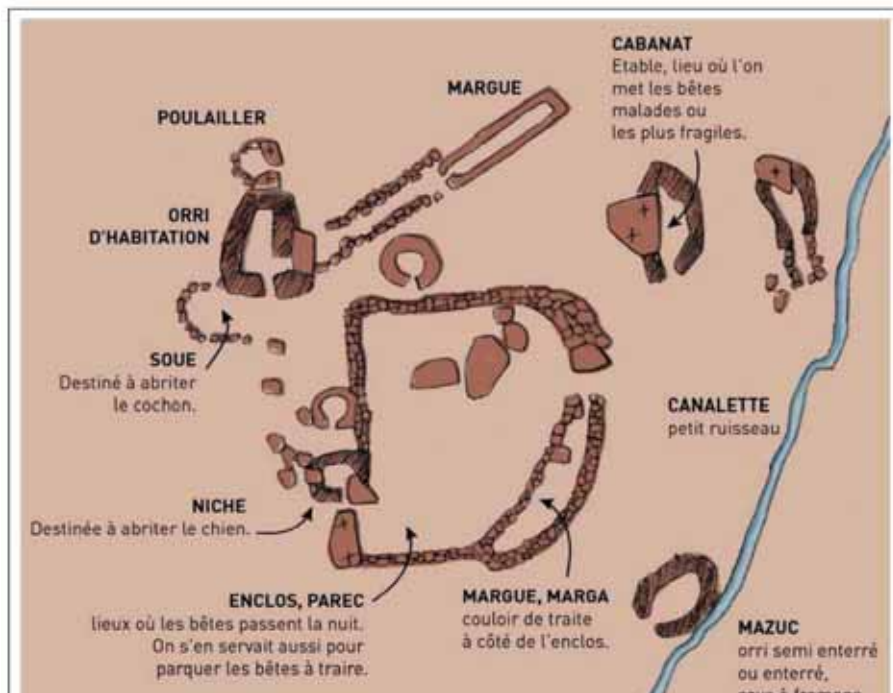 CABANAT
Etable, lieu où l'on
met les bêtes
malades ou
les plus fragiles.
MARGUE
POULAILLER
ORRI
D'HABITATION
SOUE
Destiné à abriter
le cochon.
CANALETTE
petit ruisseau
NICHE
Destinée à abriter le chien.
ENCLOS, PAREC
lieux où les bêtes passent la nuit.
On s'en servait aussi pour
parquer les bêtes à traire.
MARGUE, MARGA
couloir de traite
à côté de l'enclos.
MAZUC
orri semi enterré
ou enterré,